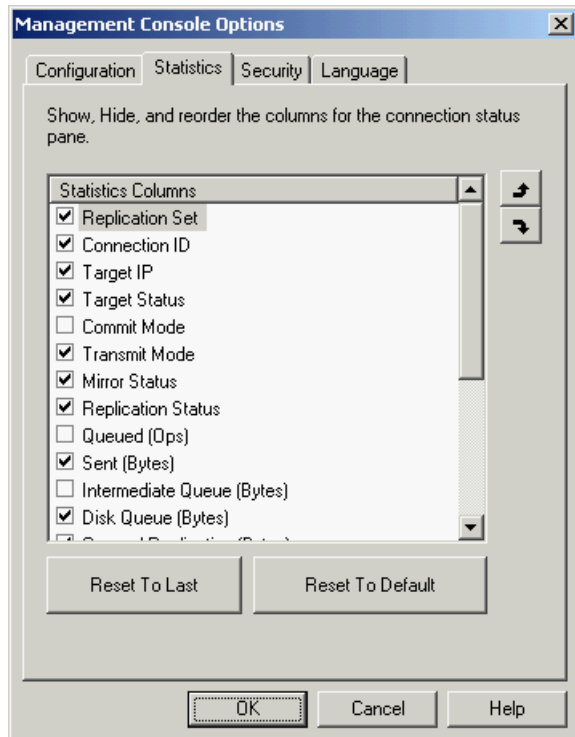 Management Console Options
Configuration Statistics Security Language
Show, Hide, and reorder the columns for the connection status
pane.
Statistics Columns
Replication Set
Connection ID
Target IP
Target Status
Commit Mode
Transmit Mode
Mirror Status
Replication Status
Queued (Ops)
Sent (Bytes)
Intermediate Queue (Bytes)
Disk Queue (Bytes)
Reset To Last Reset To Default
OK Cancel Help